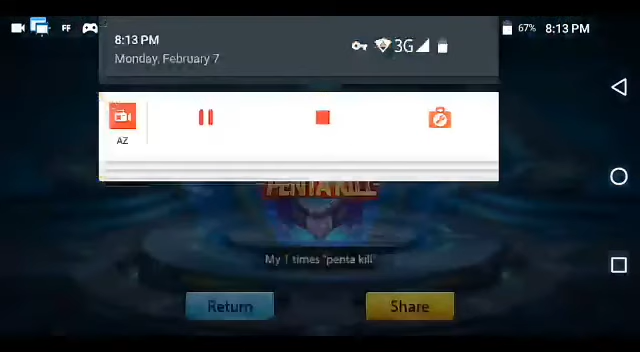 FF
67%
8:13 PM
8:13 PM
3G
Monday, February 7
AZ
PENTA KILL
My 1 times "penta kill"
Return
Share